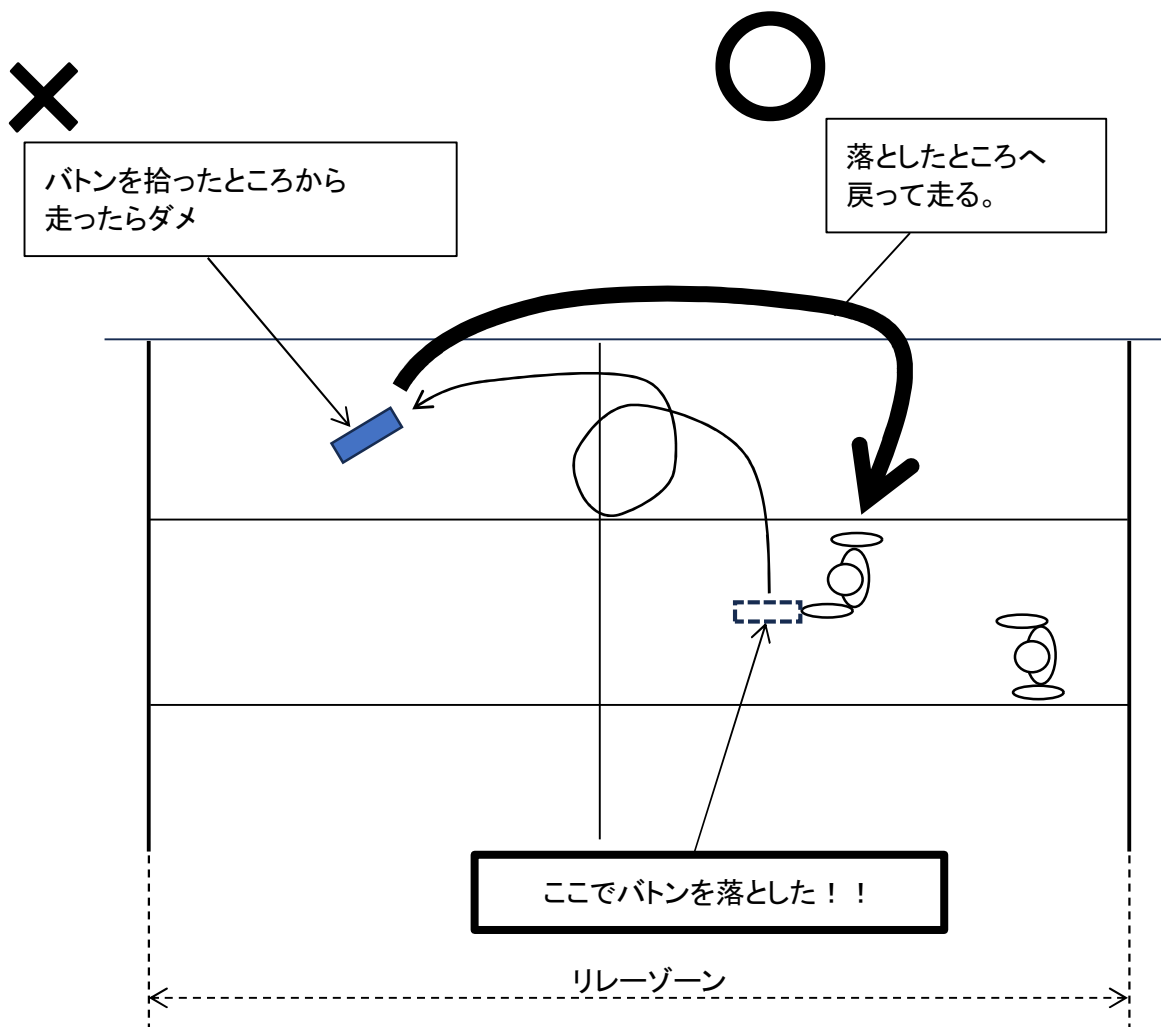 バトンを拾ったところから
走ったらダメ
落としたところへ
戻って走る。
ここでバトンを落とした！！
リレーゾーン